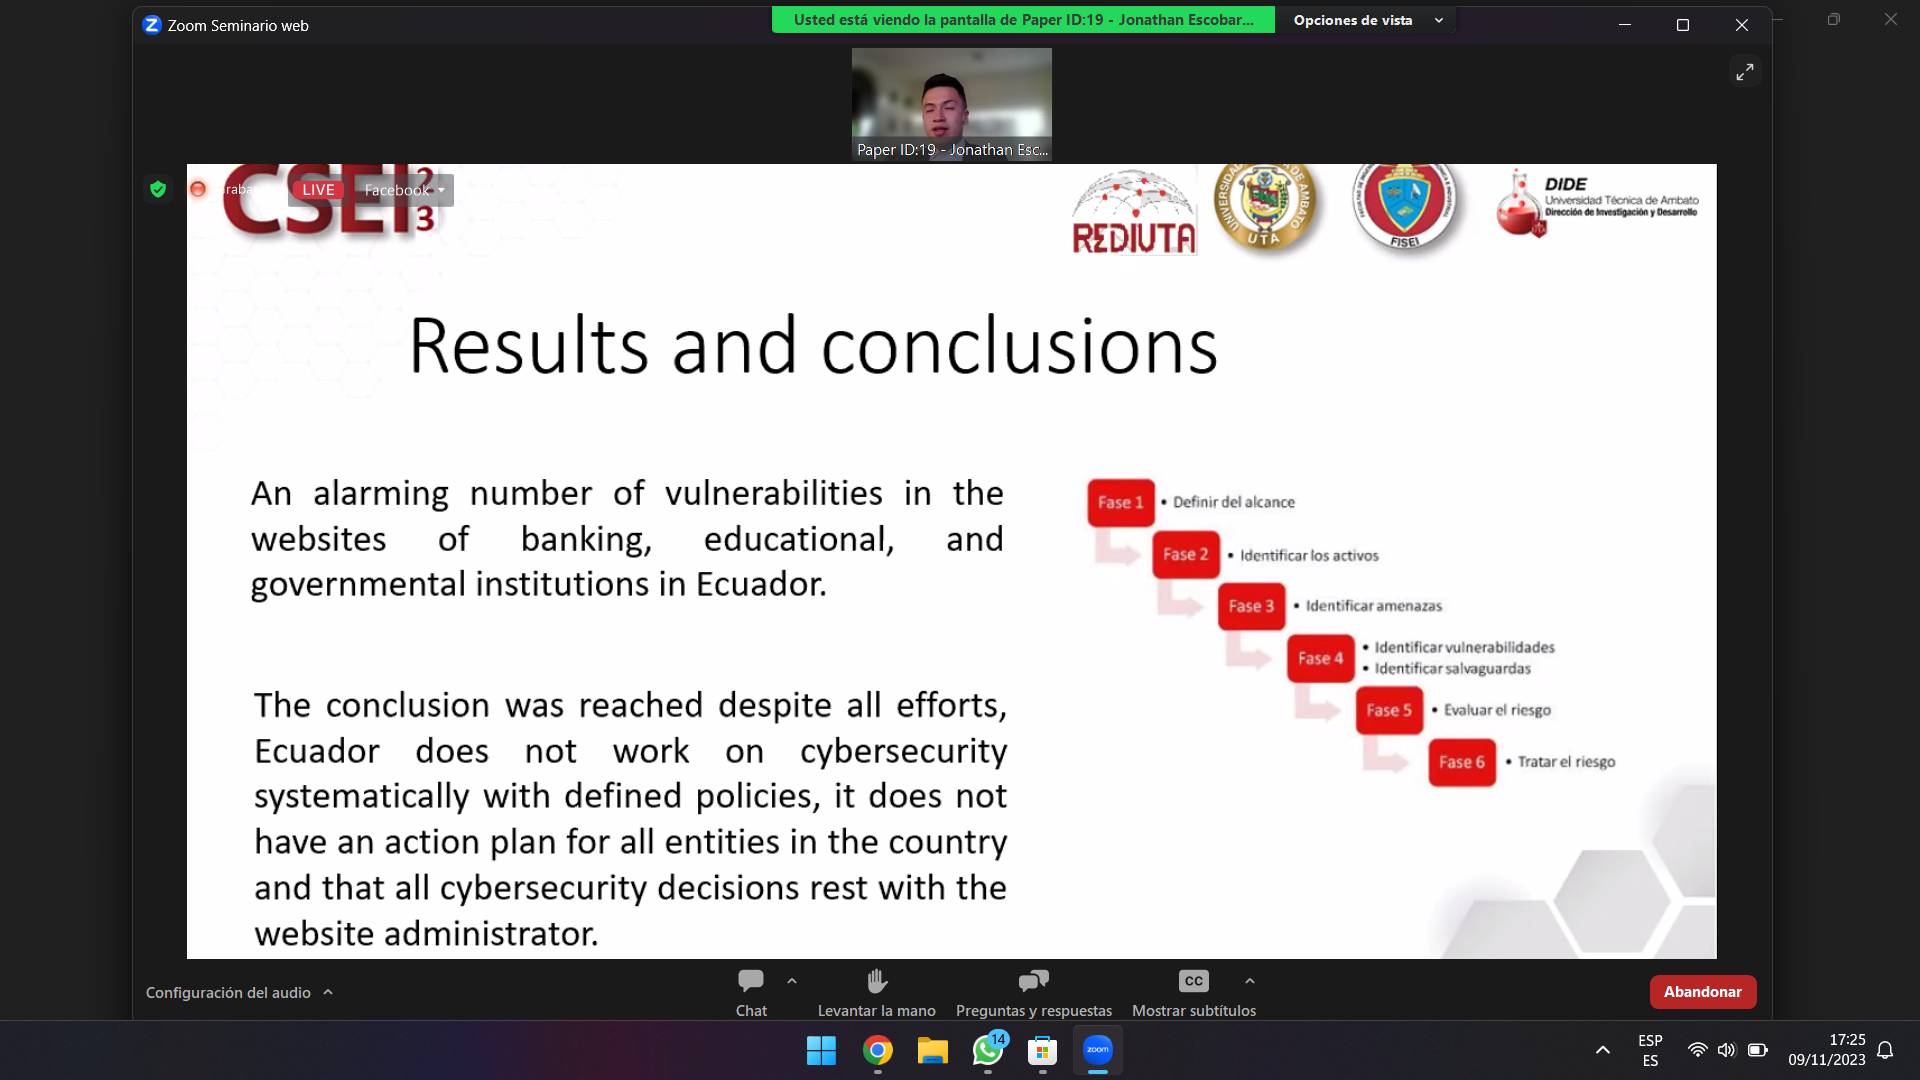 Zoom Seminario web
Usted está viendo la pantalla de Paper ID:19 - Jonathan Escobar...
Opciones de vista
Paper ID:19 - Jonathan Esc...
LIVE
Facebook
CSEI 2
3
REDIUTA
UTA
FISEI
DIDE
Universidad Técnica de Ambato
Dirección de Investigación y Desarrollo
Results and conclusions
An alarming number of vulnerabilities in the
websites of banking, educational, and
governmental institutions in Ecuador.
The conclusion was reached despite all efforts,
Ecuador does not work on cybersecurity
systematically with defined policies, it does not
have an action plan for all entities in the country
and that all cybersecurity decisions rest with the
website administrator.
Fase 1 • Definir del alcance
Fase 2 • Identificar los activos
Fase 3 • Identificar amenazas
Fase 4 • Identificar vulnerabilidades
• Identificar salvaguardas
Fase 5 • Evaluar el riesgo
Fase 6 • Tratar el riesgo
Configuración del audio
Chat
Levantar la mano
Preguntas y respuestas
CC
Mostrar subtítulos
Abandonar
14
zoom
ESP
ES
17:25
09/11/2023